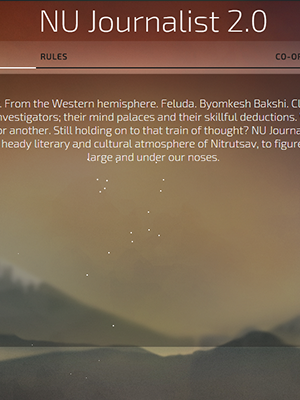 NU Journalist 2.0
RULES CO-OP
. From the Western hemisphere. Feluda. Byomkesh Bakshi. Cl
nvestigators; their mind palaces and their skillful deductions.
or another. Still holding on to that train of thought? NU Journa
heady literary and cultural atmosphere of Nitrutsav, to figure
large and under our noses.